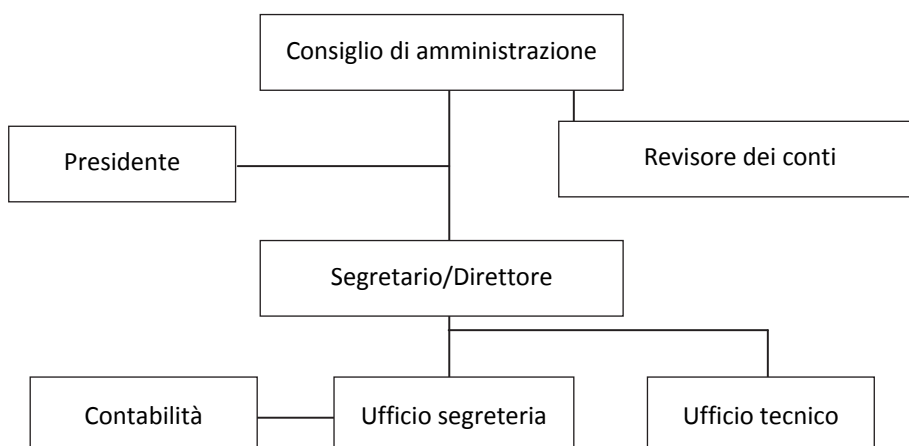 Consiglio di amministrazione
Presidente
Revisore dei conti
Segretario/Direttore
Contabilità
Ufficio segreteria
Ufficio tecnico